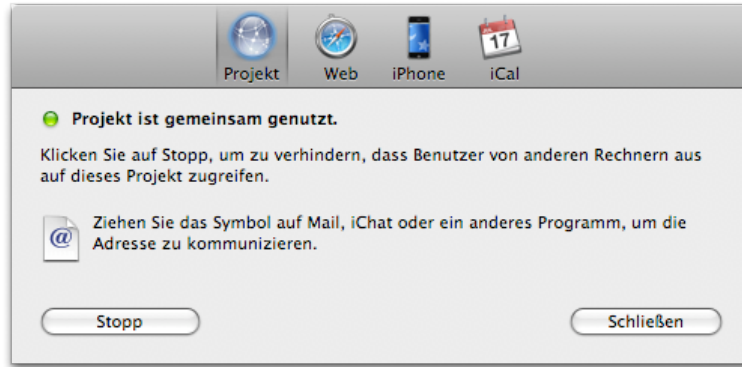 Projekt Web iPhone iCal
JUL 17
Projekt ist gemeinsam genutzt.
Klicken Sie auf Stopp, um zu verhindern, dass Benutzer von anderen Rechnern aus
auf dieses Projekt zugreifen.
@
Ziehen Sie das Symbol auf Mail, iChat oder ein anderes Programm, um die
Adresse zu kommunizieren.
Stopp Schließen